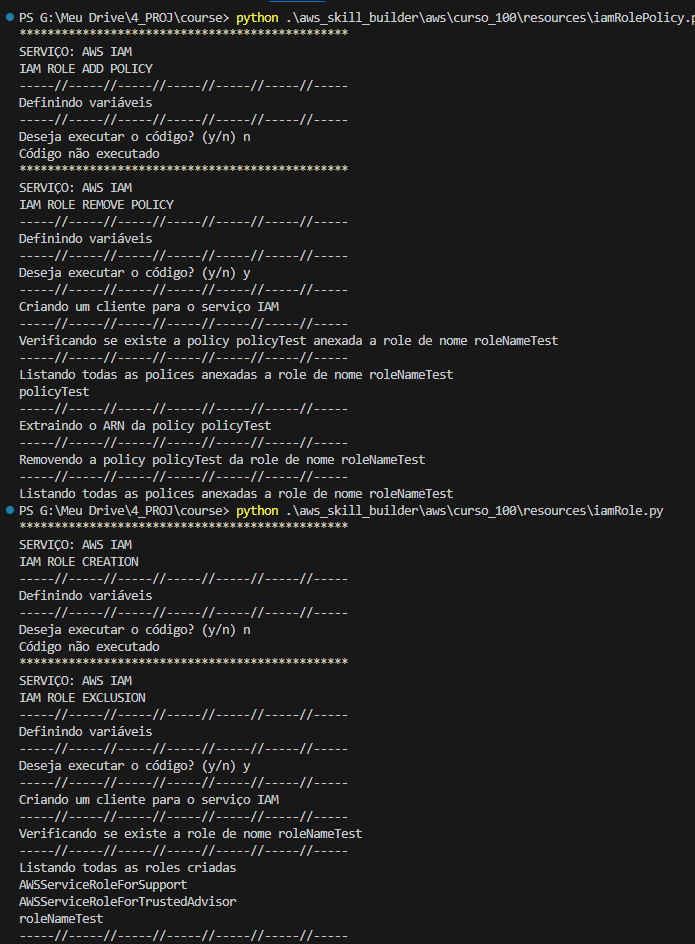 PS G:\Meu Drive\4_PROJ\course> python .\aws_skill_builder\aws\curso_100\resources\iamRolePolicy.p
***********************************************
SERVIÇO: AWS IAM
IAM ROLE ADD POLICY
-----//-----//-----//-----//-----//-----//-----
Definindo variáveis
-----//-----//-----//-----//-----//-----//-----
Deseja executar o código? (y/n) n
Código não executado
***********************************************
SERVIÇO: AWS IAM
IAM ROLE REMOVE POLICY
-----//-----//-----//-----//-----//-----//-----
Definindo variáveis
-----//-----//-----//-----//-----//-----//-----
Deseja executar o código? (y/n) y
-----//-----//-----//-----//-----//-----//-----
Criando um cliente para o serviço IAM
-----//-----//-----//-----//-----//-----//-----
Verificando se existe a policy policyTest anexada a role de nome roleNameTest
-----//-----//-----//-----//-----//-----//-----
Listando todas as polices anexadas a role de nome roleNameTest
policyTest
-----//-----//-----//-----//-----//-----//-----
Extraindo o ARN da policy policyTest
-----//-----//-----//-----//-----//-----//-----
Removendo a policy policyTest da role de nome roleNameTest
-----//-----//-----//-----//-----//-----//-----
Listando todas as polices anexadas a role de nome roleNameTest
PS G:\Meu Drive\4_PROJ\course> python .\aws_skill_builder\aws\curso_100\resources\iamRole.py
***********************************************
SERVIÇO: AWS IAM
IAM ROLE CREATION
-----//-----//-----//-----//-----//-----//-----
Definindo variáveis
-----//-----//-----//-----//-----//-----//-----
Deseja executar o código? (y/n) n
Código não executado
***********************************************
SERVIÇO: AWS IAM
IAM ROLE EXCLUSION
-----//-----//-----//-----//-----//-----//-----
Definindo variáveis
-----//-----//-----//-----//-----//-----//-----
Deseja executar o código? (y/n) y
-----//-----//-----//-----//-----//-----//-----
Criando um cliente para o serviço IAM
-----//-----//-----//-----//-----//-----//-----
Verificando se existe a role de nome roleNameTest
-----//-----//-----//-----//-----//-----//-----
Listando todas as roles criadas
AWSServiceRoleForSupport
AWSServiceRoleForTrustedAdvisor
roleNameTest
-----//-----//-----//-----//-----//-----//-----